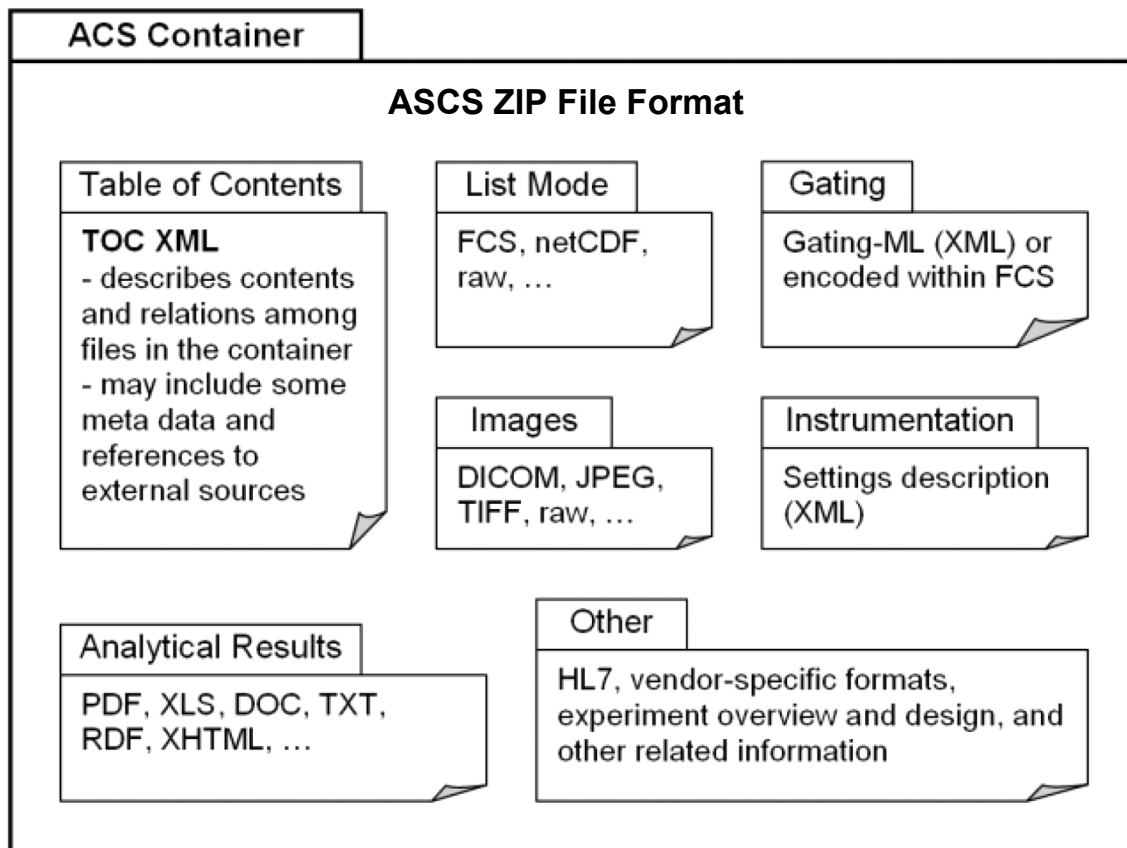 ACS Container
ASCS ZIP File Format
Table of Contents
TOC XML
- describes contents
and relations among
files in the container
- may include some
meta data and
references to
external sources
List Mode
FCS, netCDF,
raw, …
Gating
Gating-ML (XML) or
encoded within FCS
Images
DICOM, JPEG,
TIFF, raw, …
Instrumentation
Settings description
(XML)
Analytical Results
PDF, XLS, DOC, TXT,
RDF, XHTML, …
Other
HL7, vendor-specific formats,
experiment overview and design, and
other related information